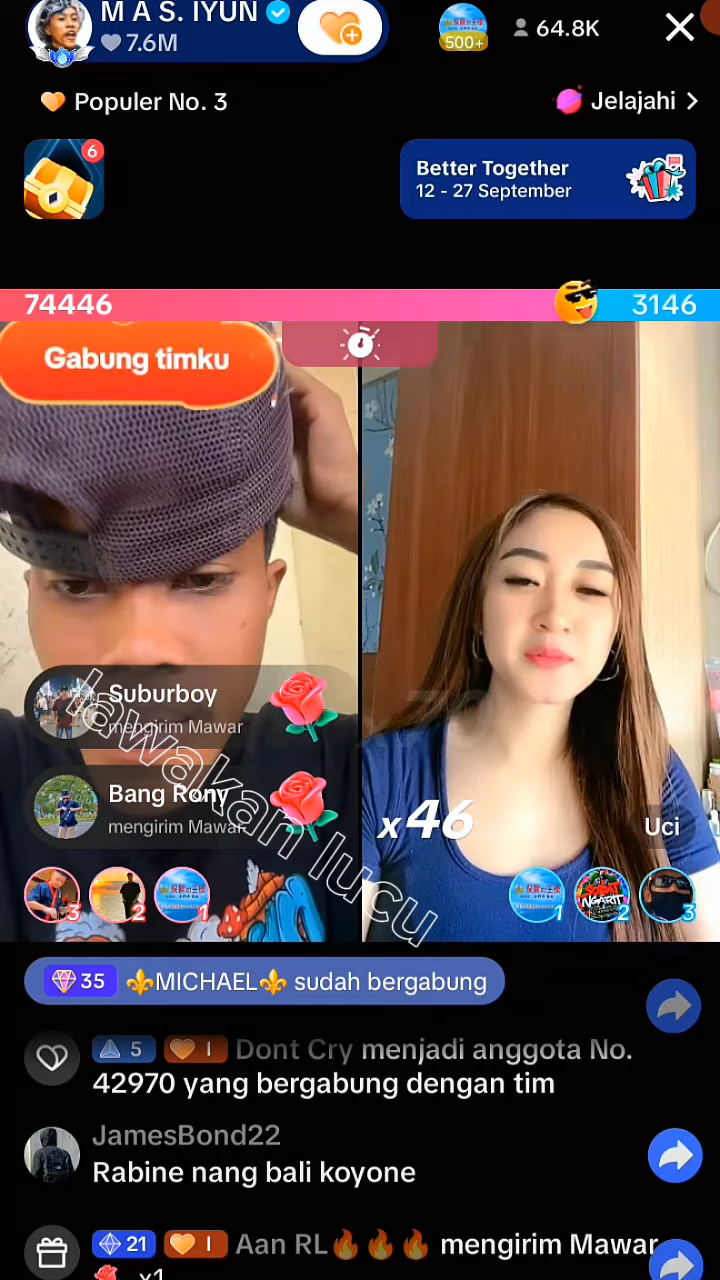 M A S. IYUN
7.6M
500+
64.8K
Populer No. 3
Jelajahi
6
Better Together
12 - 27 September
74446
3146
Gabung timku
Suburboy
mengirim Mawar
Bang Rony
mengirim Mawar
lawakan lucu
x46
Uci
3
2
1
1
SOBAT NGARIT
2
3
35 ⚜MICHAEL⚜ sudah bergabung
5 I Dont Cry menjadi anggota No.
42970 yang bergabung dengan tim
JamesBond22
Rabine nang bali koyone
21 I Aan RL🔥🔥🔥 mengirim Mawar
x1